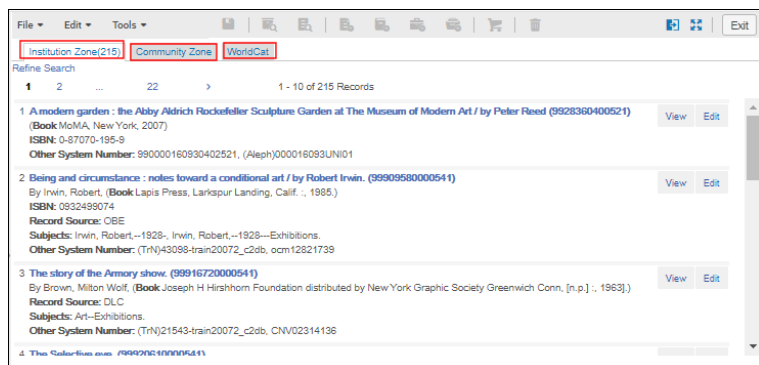 File Edit Tools Exit
Institution Zone(215) Community Zone WorldCat
Refine Search
1 2 ... 22 > 1 - 10 of 215 Records
1 A modern garden : the Abby Aldrich Rockefeller Sculpture Garden at The Museum of Modern Art / by Peter Reed (9928360400521) View Edit
(Book MoMA, New York, 2007)
ISBN: 0-87070-195-9
Other System Number: 990000160930402521, (Aleph)000016093UNI01
2 Being and circumstance : notes toward a conditional art / by Robert Irwin. (99909580000541) View Edit
By Irwin, Robert, (Book Lapis Press, Larkspur Landing, Calif. :, 1985.)
ISBN: 0932499074
Record Source: OBE
Subjects: Irwin, Robert,--1928-, Irwin, Robert,--1928---Exhibitions.
Other System Number: (TrN)43098-train20072_c2db, ocm12821739
3 The story of the Armory show. (99916720000541) View Edit
By Brown, Milton Wolf, (Book Joseph H Hirshhorn Foundation distributed by New York Graphic Society Greenwich Conn, [n.p.] :, 1963].)
Record Source: DLC
Subjects: Art--Exhibitions.
Other System Number: (TrN)21543-train20072_c2db, CNV02314136
4 The Selective eye. (99920610000541)